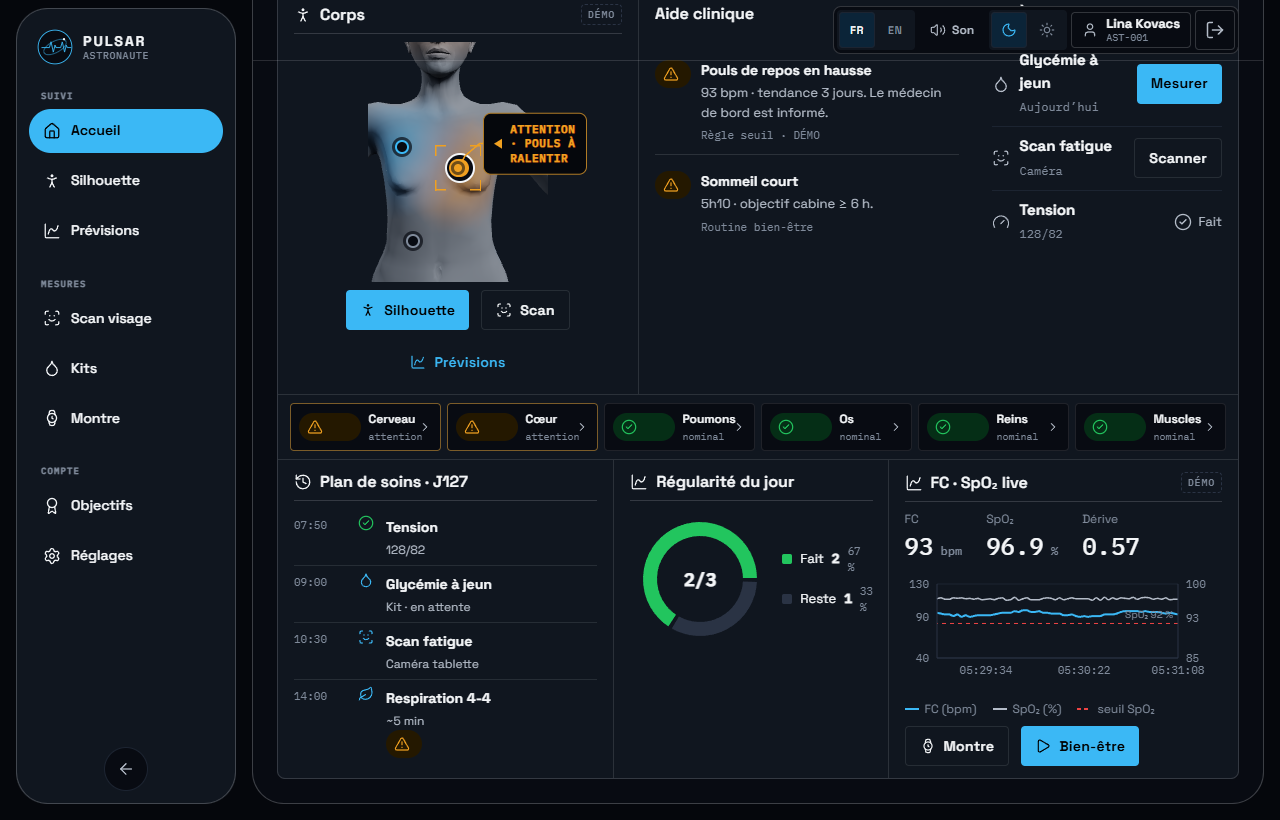 PULSAR
ASTRONAUTE
SUIVI
Accueil
Silhouette
Prévisions
MESURES
Scan visage
Kits
Montre
COMPTE
Objectifs
Réglages
FR
EN
Son
Lina Kovacs
AST-001
Corps
DÉMO
ATTENTION
· POULS À
RALENTIR
Silhouette
Scan
Prévisions
Aide clinique
Pouls de repos en hausse
93 bpm · tendance 3 jours. Le médecin
de bord est informé.
Règle seuil · DÉMO
Sommeil court
5h10 · objectif cabine ≥ 6 h.
Routine bien-être
Glycémie à
jeun
Aujourd'hui
Mesurer
Scan fatigue
Caméra
Scanner
Tension
128/82
Fait
Cerveau
attention
Cœur
attention
Poumons
nominal
Os
nominal
Reins
nominal
Muscles
nominal
Plan de soins · J127
07:50
Tension
128/82
09:00
Glycémie à jeun
Kit · en attente
10:30
Scan fatigue
Caméra tablette
14:00
Respiration 4-4
~5 min
Régularité du jour
2/3
Fait 2 67
%
Reste 1 33
%
FC · SpO₂ live
DÉMO
FC
93 bpm
SpO₂
96.9 %
Dérive
0.57
130
90
40
100
93
85
SpO₂ 92 %
05:29:34
05:30:22
05:31:08
FC (bpm)
SpO₂ (%)
seuil SpO₂
Montre
Bien-être